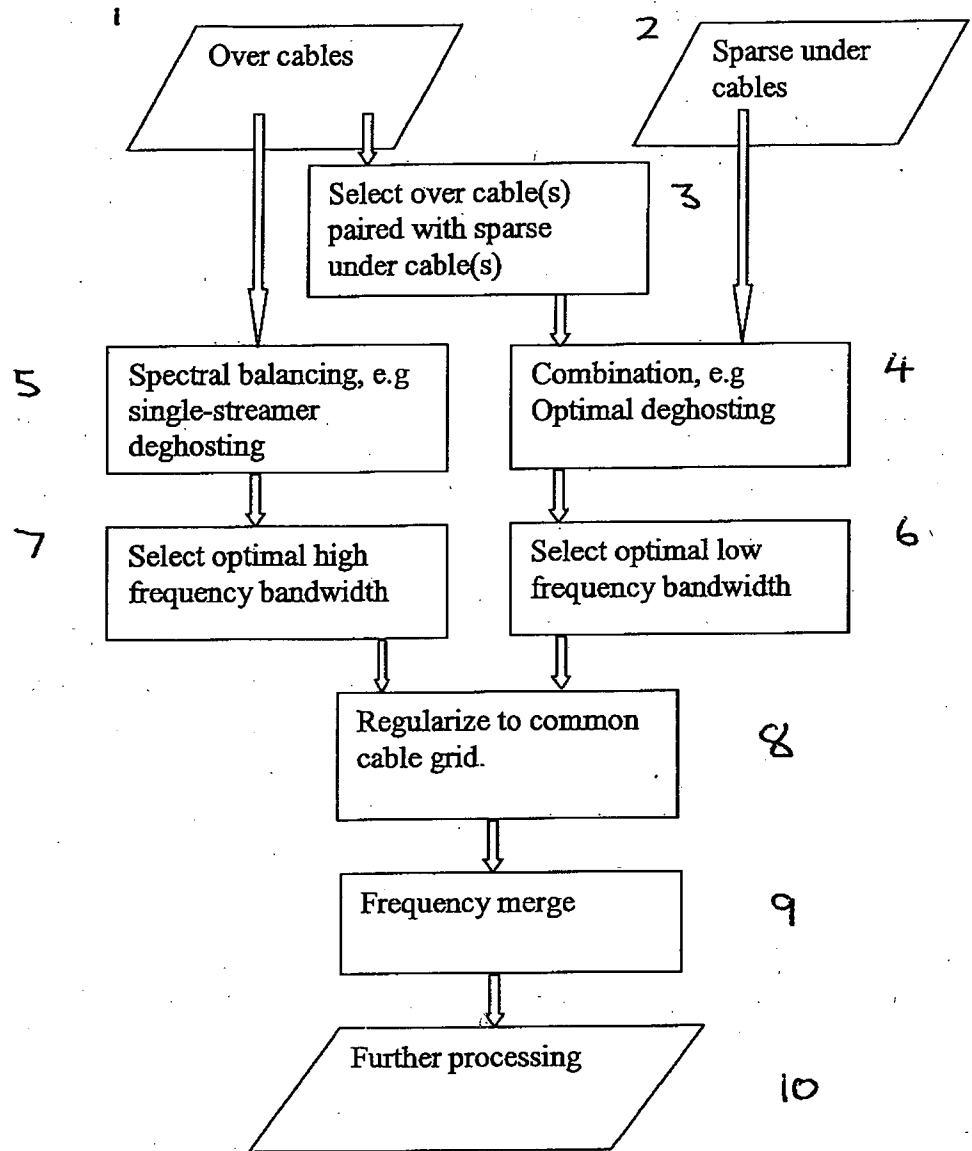 1
Over cables
2
Sparse under
cables
Select over cable(s)
paired with sparse
under cable(s)
3
5
Spectral balancing, e.g
single-streamer
deghosting
Combination, e.g
Optimal deghosting
4
7
Select optimal high
frequency bandwidth
Select optimal low
frequency bandwidth
6
Regularize to common
cable grid.
8
Frequency merge
9
Further processing
10